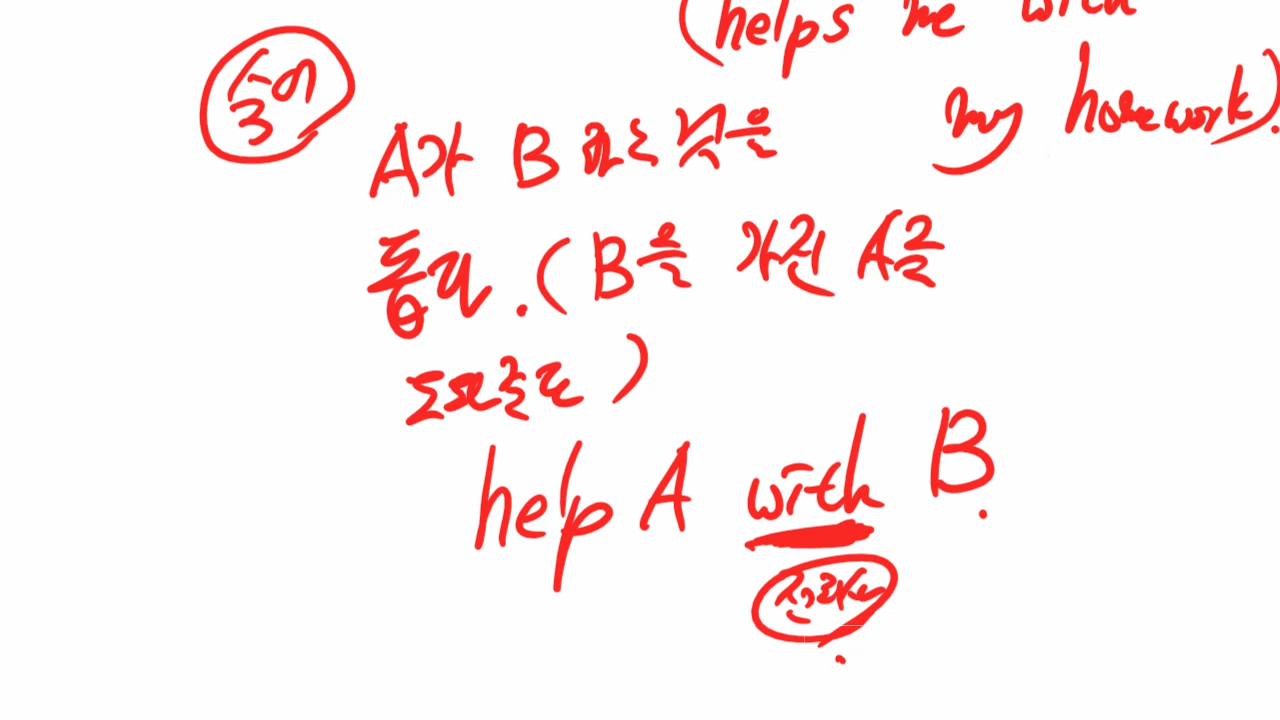 (helps me with
my homework).
숙어
A가 B 하는 것을
돕다. (B을 가진 A를
도와주다)
help A with B.
전치사.